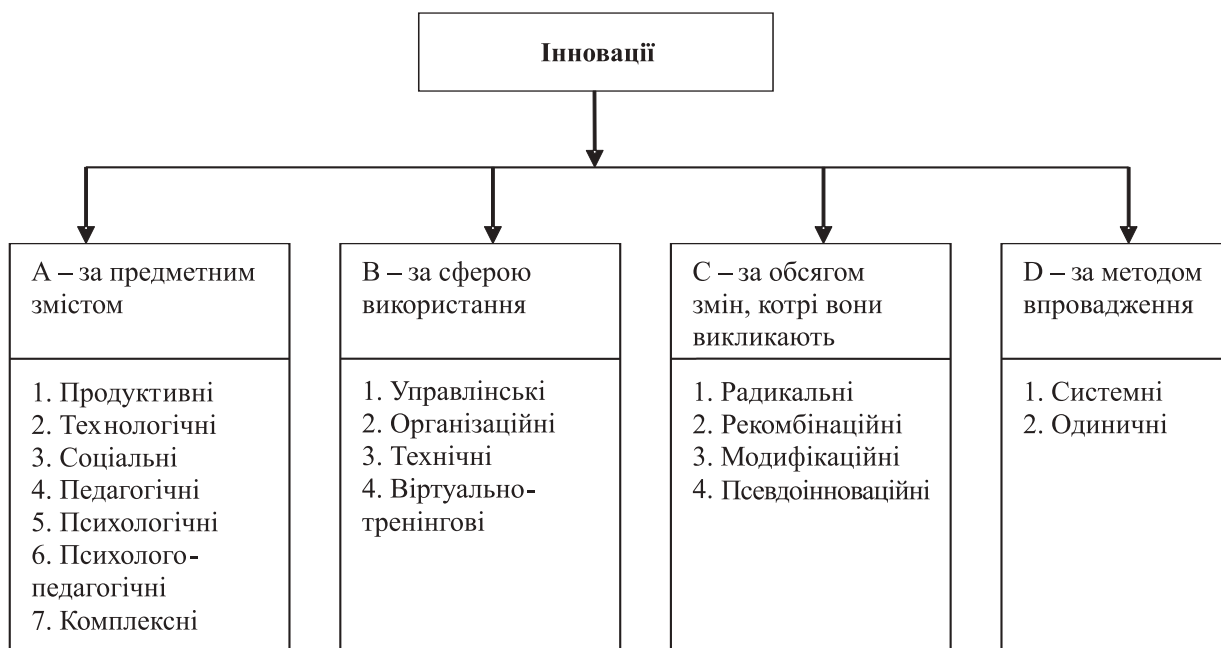 Інновації
А – за предметним
змістом
1. Продуктивні
2. Технологічні
3. Соціальні
4. Педагогічні
5. Психологічні
6. Психолого-
педагогічні
7. Комплексні
В – за сферою
використання
1. Управлінські
2. Організаційні
3. Технічні
4. Віртуально-
тренінгові
С – за обсягом
змін, котрі вони
викликають
1. Радикальні
2. Рекомбінаційні
3. Модифікаційні
4. Псевдоінноваційні
D – за методом
впровадження
1. Системні
2. Одиничні